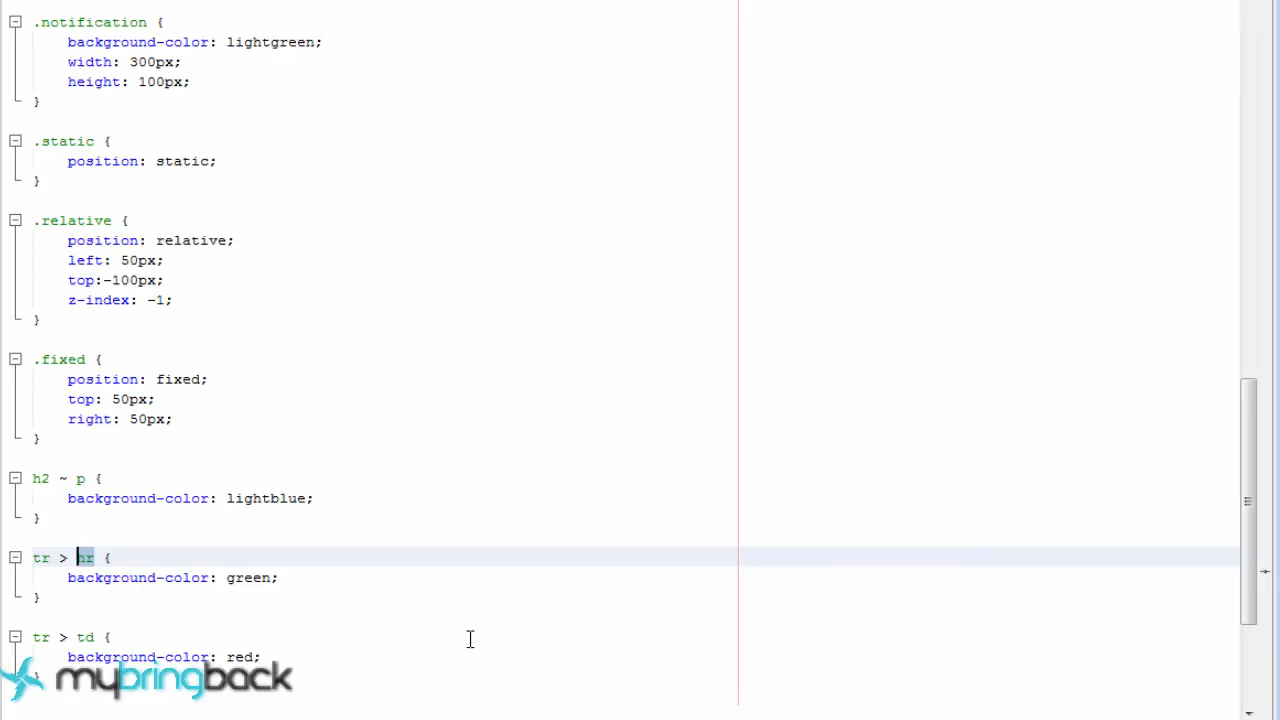 .notification {
background-color: lightgreen;
width: 300px;
height: 100px;
}
.static {
position: static;
}
.relative {
position: relative;
left: 50px;
top:-100px;
z-index: -1;
}
.fixed {
position: fixed;
top: 50px;
right: 50px;
}
h2 ~ p {
background-color: lightblue;
}
tr > hr {
background-color: green;
}
tr > td {
background-color: red;
}
mybringback